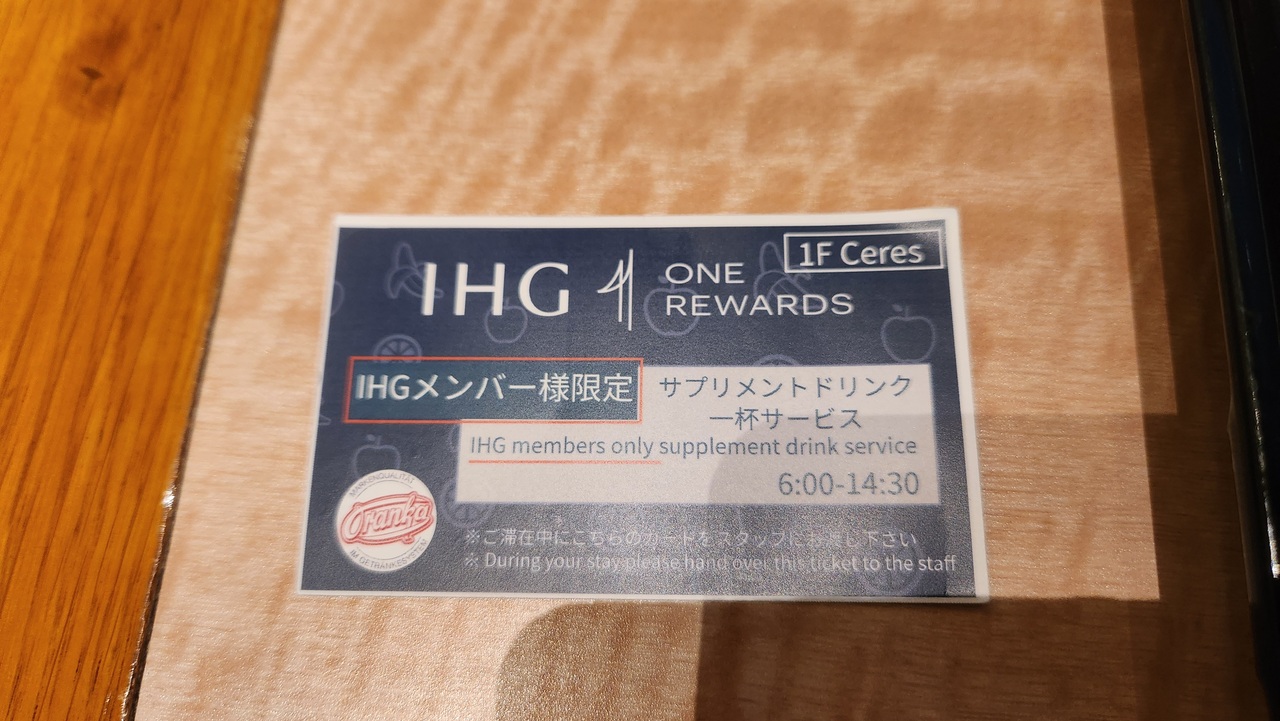 1F Ceres
IHG ONE
REWARDS
IHGメンバー様限定
サプリメントドリンク
一杯サービス
IHG members only supplement drink service
6:00-14:30
MARKENQUALITÄT
Oranka
IM GETRÄNKESYSTEM
※ご滞在中にこちらのカードをスタッフにお渡し下さい
※ During your stay please hand over this ticket to the staff